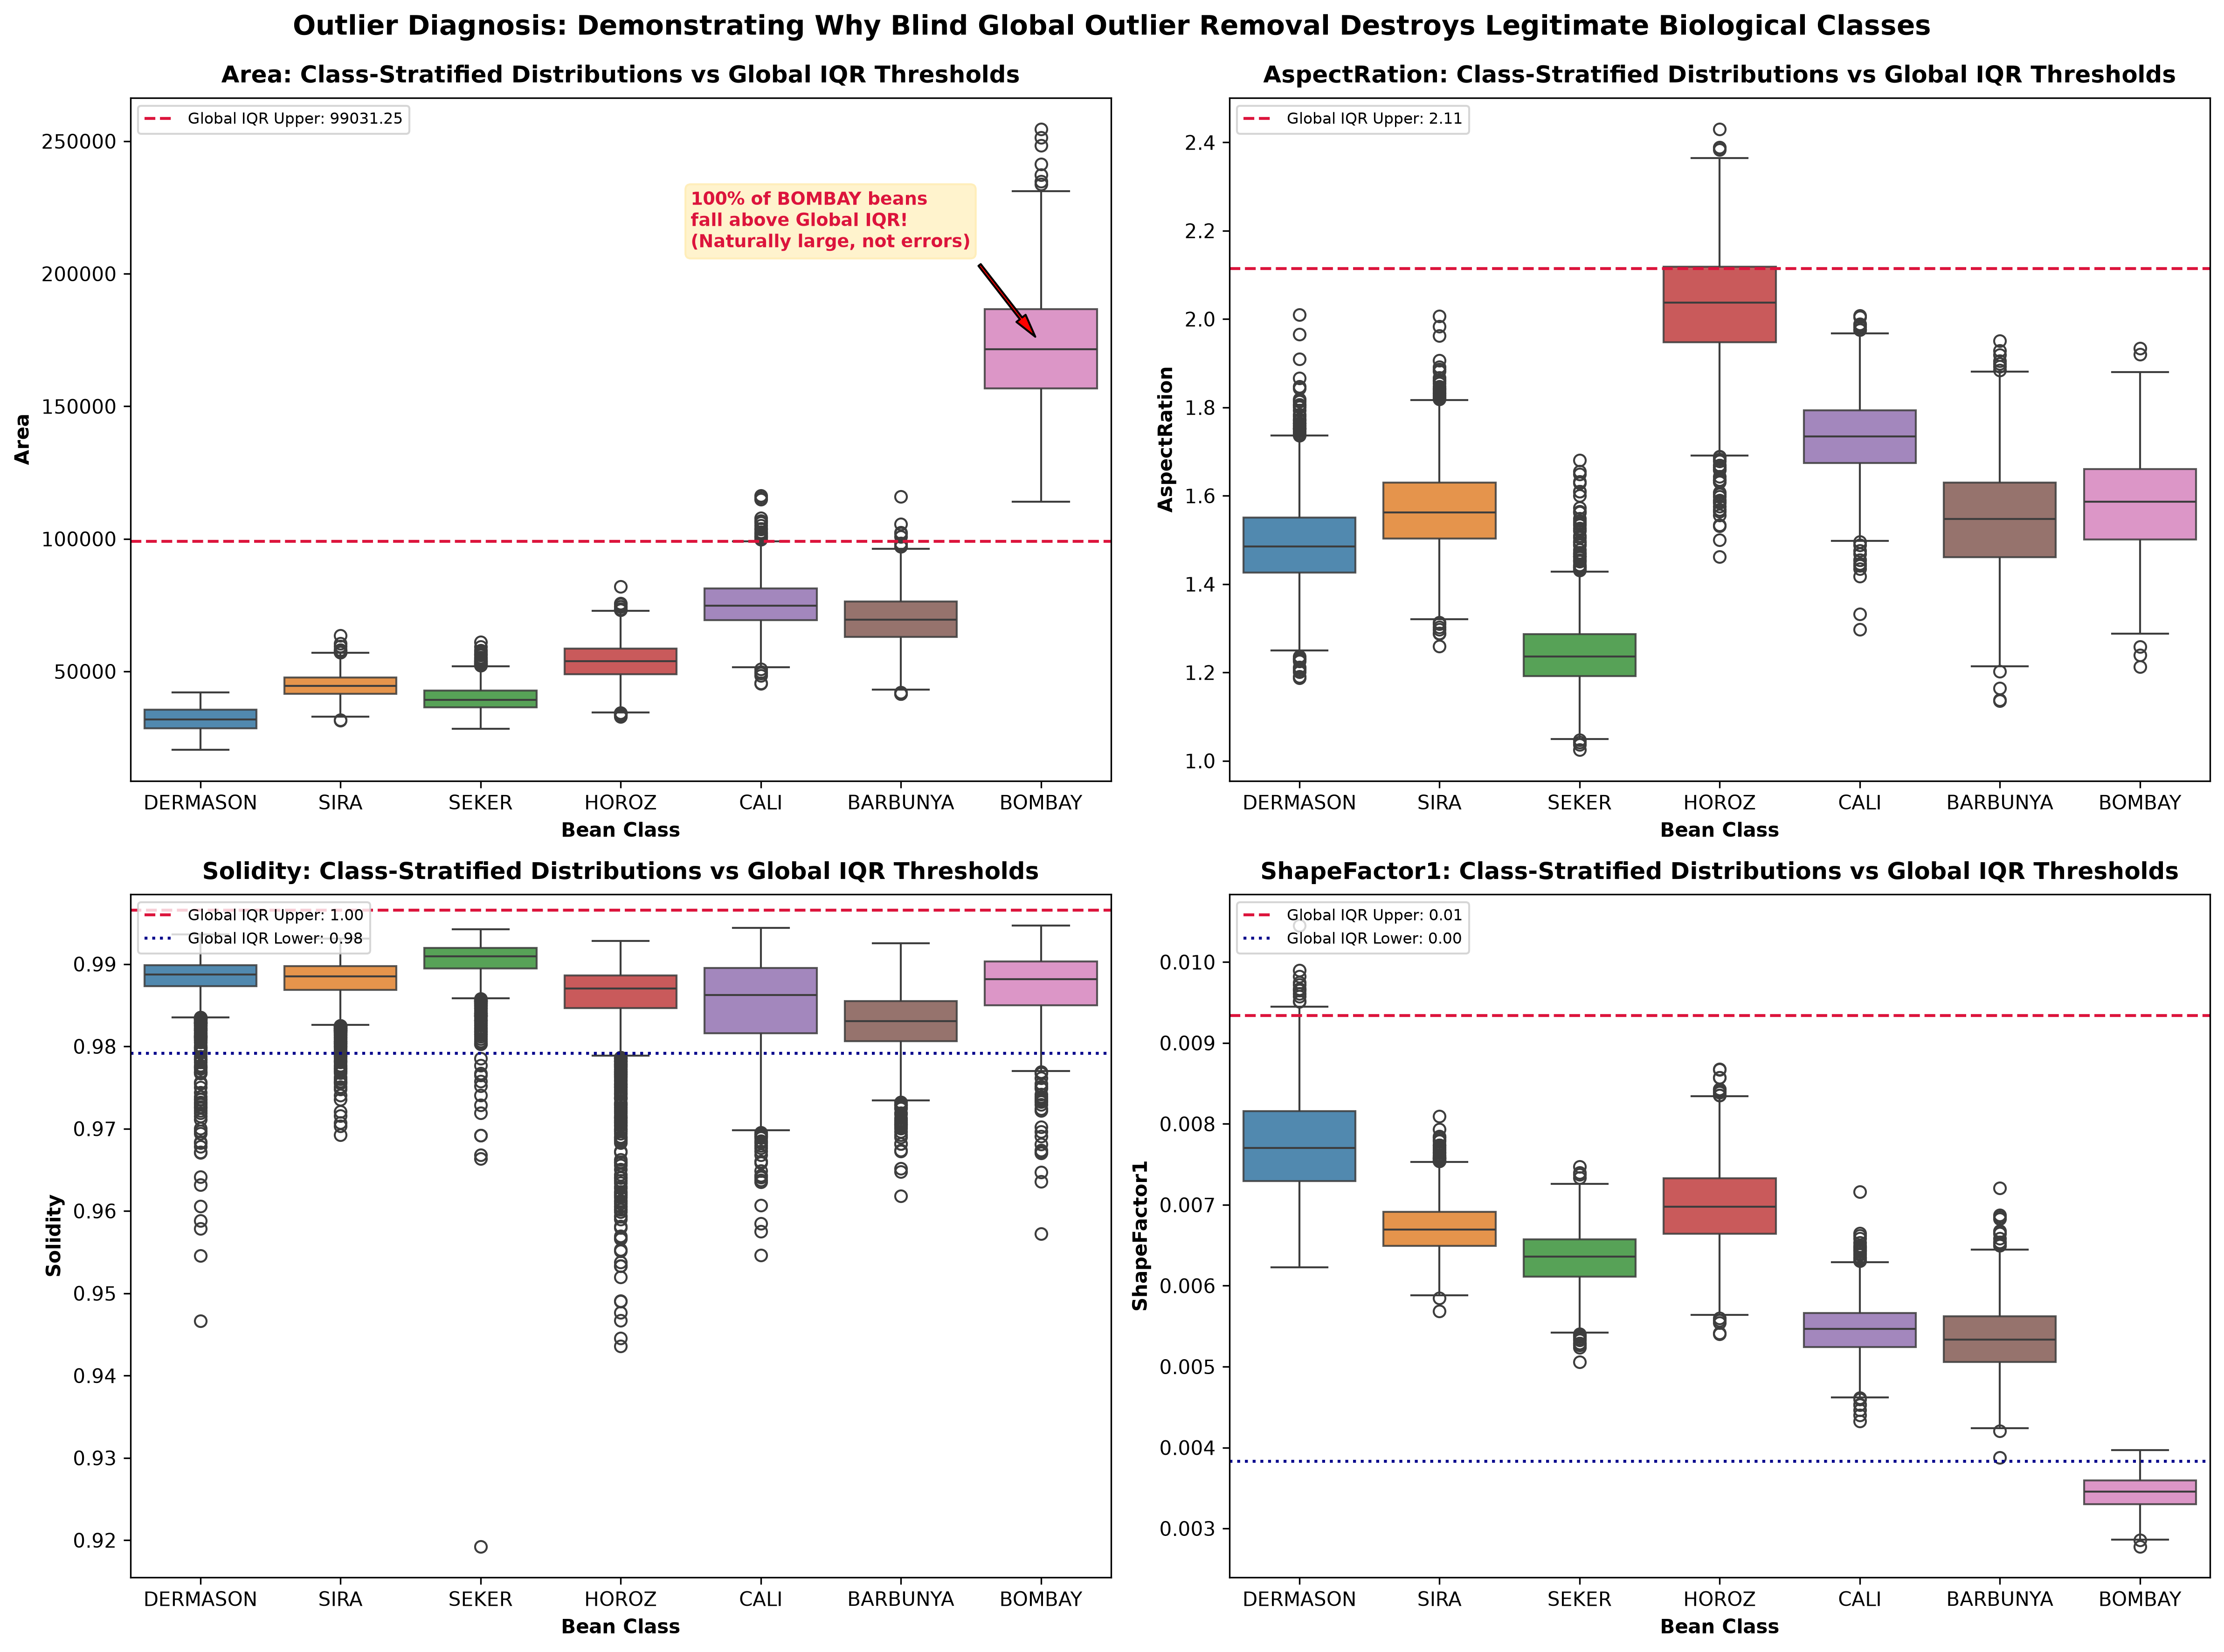 Outlier Diagnosis: Demonstrating Why Blind Global Outlier Removal Destroys Legitimate Biological Classes
Area: Class-Stratified Distributions vs Global IQR Thresholds
Global IQR Upper: 99031.25
100% of BOMBAY beans
fall above Global IQR!
(Naturally large, not errors)
Area
250000
200000
150000
100000
50000
DERMASON SIRA SEKER HOROZ CALI BARBUNYA BOMBAY
Bean Class
AspectRation: Class-Stratified Distributions vs Global IQR Thresholds
Global IQR Upper: 2.11
AspectRation
2.4
2.2
2.0
1.8
1.6
1.4
1.2
1.0
DERMASON SIRA SEKER HOROZ CALI BARBUNYA BOMBAY
Bean Class
Solidity: Class-Stratified Distributions vs Global IQR Thresholds
Global IQR Upper: 1.00
Global IQR Lower: 0.98
Solidity
0.99
0.98
0.97
0.96
0.95
0.94
0.93
0.92
DERMASON SIRA SEKER HOROZ CALI BARBUNYA BOMBAY
Bean Class
ShapeFactor1: Class-Stratified Distributions vs Global IQR Thresholds
Global IQR Upper: 0.01
Global IQR Lower: 0.00
ShapeFactor1
0.010
0.009
0.008
0.007
0.006
0.005
0.004
0.003
DERMASON SIRA SEKER HOROZ CALI BARBUNYA BOMBAY
Bean Class